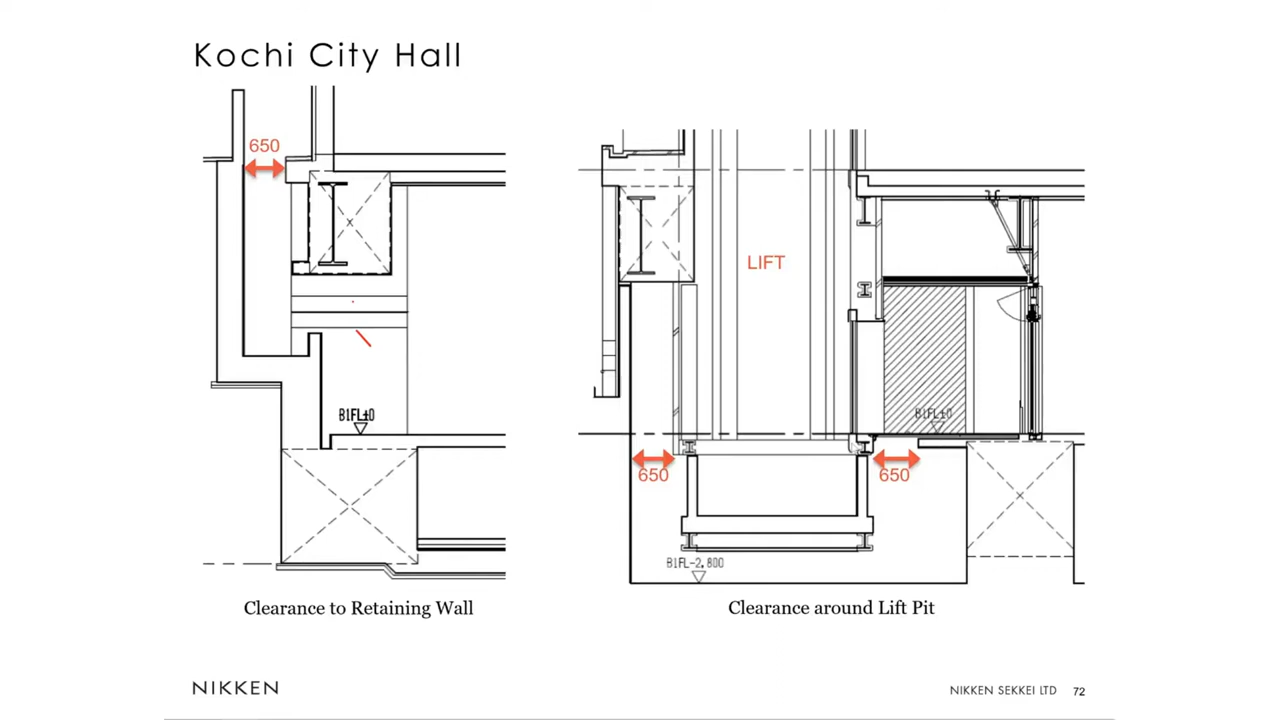 Kochi City Hall
650
B1FL±0
Clearance to Retaining Wall
LIFT
B1FL±0
650
650
B1FL-2,800
Clearance around Lift Pit
NIKKEN
NIKKEN SEKKEI LTD 72